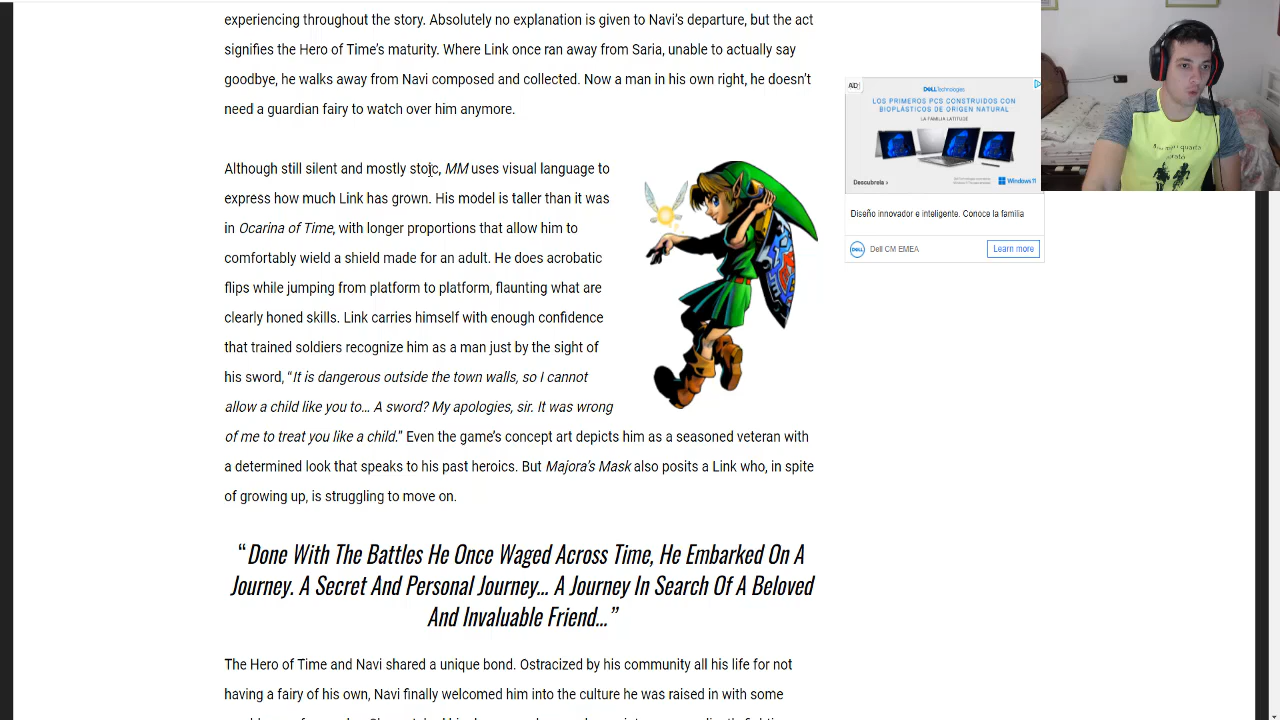 experiencing throughout the story. Absolutely no explanation is given to Navi's departure, but the act
signifies the Hero of Time's maturity. Where Link once ran away from Saria, unable to actually say
goodbye, he walks away from Navi composed and collected. Now a man in his own right, he doesn't
need a guardian fairy to watch over him anymore.
Although still silent and mostly stoic, MM uses visual language to
express how much Link has grown. His model is taller than it was
in Ocarina of Time, with longer proportions that allow him to
comfortably hold a shield made for an adult. He does acrobatic
flips while jumping from platform to platform, flaunting what are
clearly honed skills. Link carries himself with enough confidence
that trained soldiers recognize him as a man just by the sight of
his sword, “It is dangerous outside the town walls, so I cannot
allow a child like you to… A sword? My apologies, sir. It was wrong
of me to treat you like a child.” Even the game's concept art depicts him as a seasoned veteran with
a determined look that speaks to his past heroics. But Majora's Mask also posits a Link who, in spite
of growing up, is struggling to move on.
“Done With The Battles He Once Waged Across Time, He Embarked On A
Journey. A Secret And Personal Journey… A Journey In Search Of A Beloved
And Invaluable Friend…”
The Hero of Time and Navi shared a unique bond. Ostracized by his community all his life for not
having a fairy of his own, Navi finally welcomed him into the culture he was raised in with some
AD
DELL Technologies
LOS PRIMEROS PCS CONSTRUIDOS CON
BIOPLÁSTICOS DE ORIGEN NATURAL
LA FAMILIA LATITUDE
Descubrela >
Windows 11
Diseño innovador e inteligente. Conoce la familia
DELL
Dell CM EMEA
Learn more